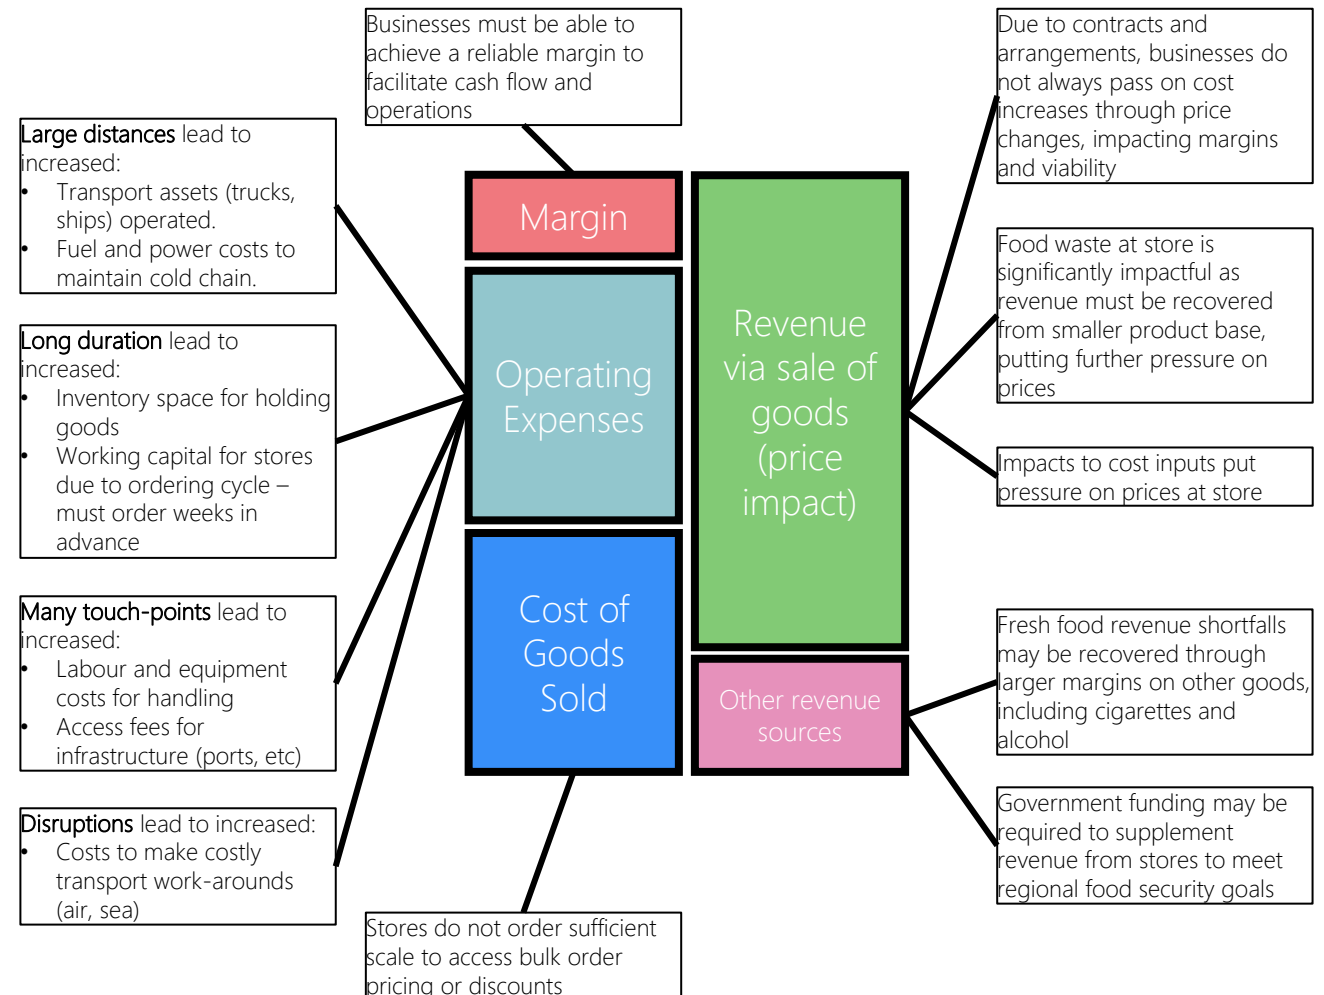 Businesses must be able to
achieve a reliable margin to
facilitate cash flow and
operations
Large distances lead to
increased:
• Transport assets (trucks,
ships) operated.
• Fuel and power costs to
maintain cold chain.
Long duration lead to
increased:
• Inventory space for holding
goods
• Working capital for stores
due to ordering cycle –
must order weeks in
advance
Many touch-points lead to
increased:
• Labour and equipment
costs for handling
• Access fees for
infrastructure (ports, etc)
Disruptions lead to increased:
• Costs to make costly
transport work-arounds
(air, sea)
Margin
Operating
Expenses
Cost of
Goods
Sold
Stores do not order sufficient
scale to access bulk order
pricing or discounts
Revenue
via sale of
goods
(price
impact)
Other revenue
sources
Due to contracts and
arrangements, businesses do
not always pass on cost
increases through price
changes, impacting margins
and viability
Food waste at store is
significantly impactful as
revenue must be recovered
from smaller product base,
putting further pressure on
prices
Impacts to cost inputs put
pressure on prices at store
Fresh food revenue shortfalls
may be recovered through
larger margins on other goods,
including cigarettes and
alcohol
Government funding may be
required to supplement
revenue from stores to meet
regional food security goals